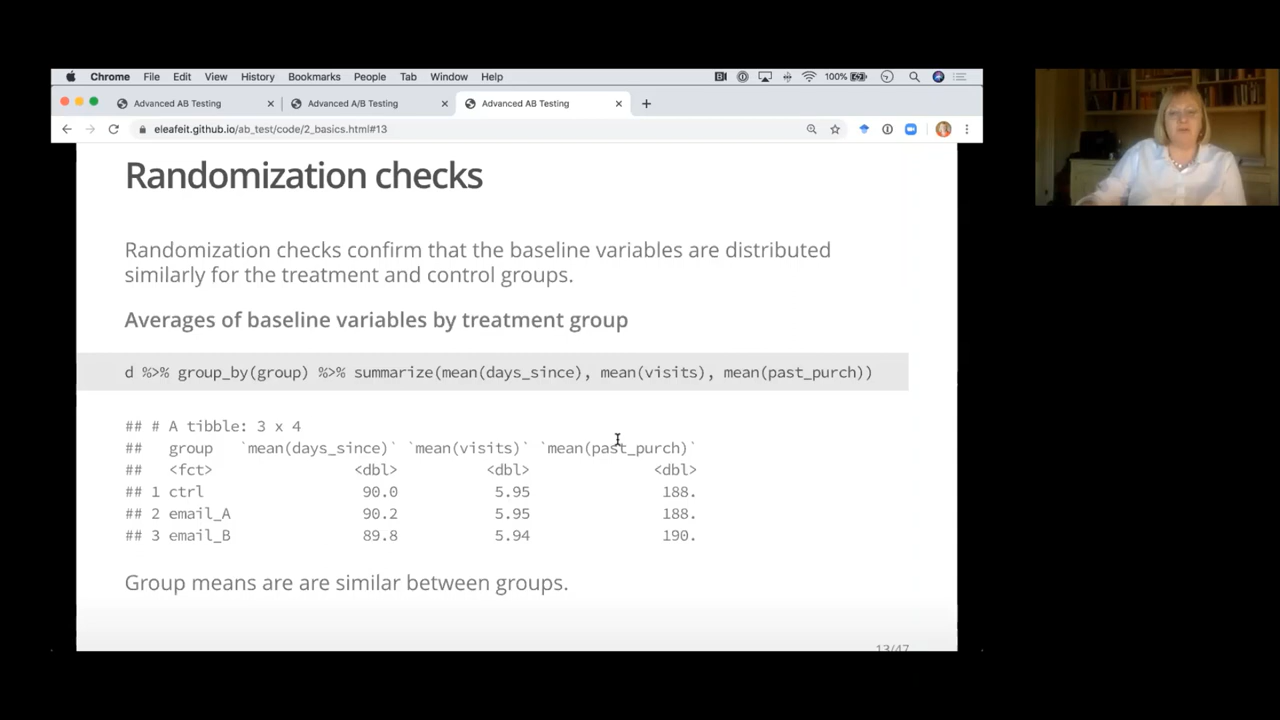 Chrome File Edit View History Bookmarks People Tab Window Help 100%
Advanced AB Testing Advanced A/B Testing Advanced AB Testing
eleafeit.github.io/ab_test/code/2_basics.html#13
Randomization checks
Randomization checks confirm that the baseline variables are distributed
similarly for the treatment and control groups.
Averages of baseline variables by treatment group
d %>% group_by(group) %>% summarize(mean(days_since), mean(visits), mean(past_purch))
## # A tibble: 3 x 4
## group `mean(days_since)` `mean(visits)` `mean(past_purch)`
## <fct> <dbl> <dbl> <dbl>
## 1 ctrl 90.0 5.95 188.
## 2 email_A 90.2 5.95 188.
## 3 email_B 89.8 5.94 190.
Group means are are similar between groups.
13/47